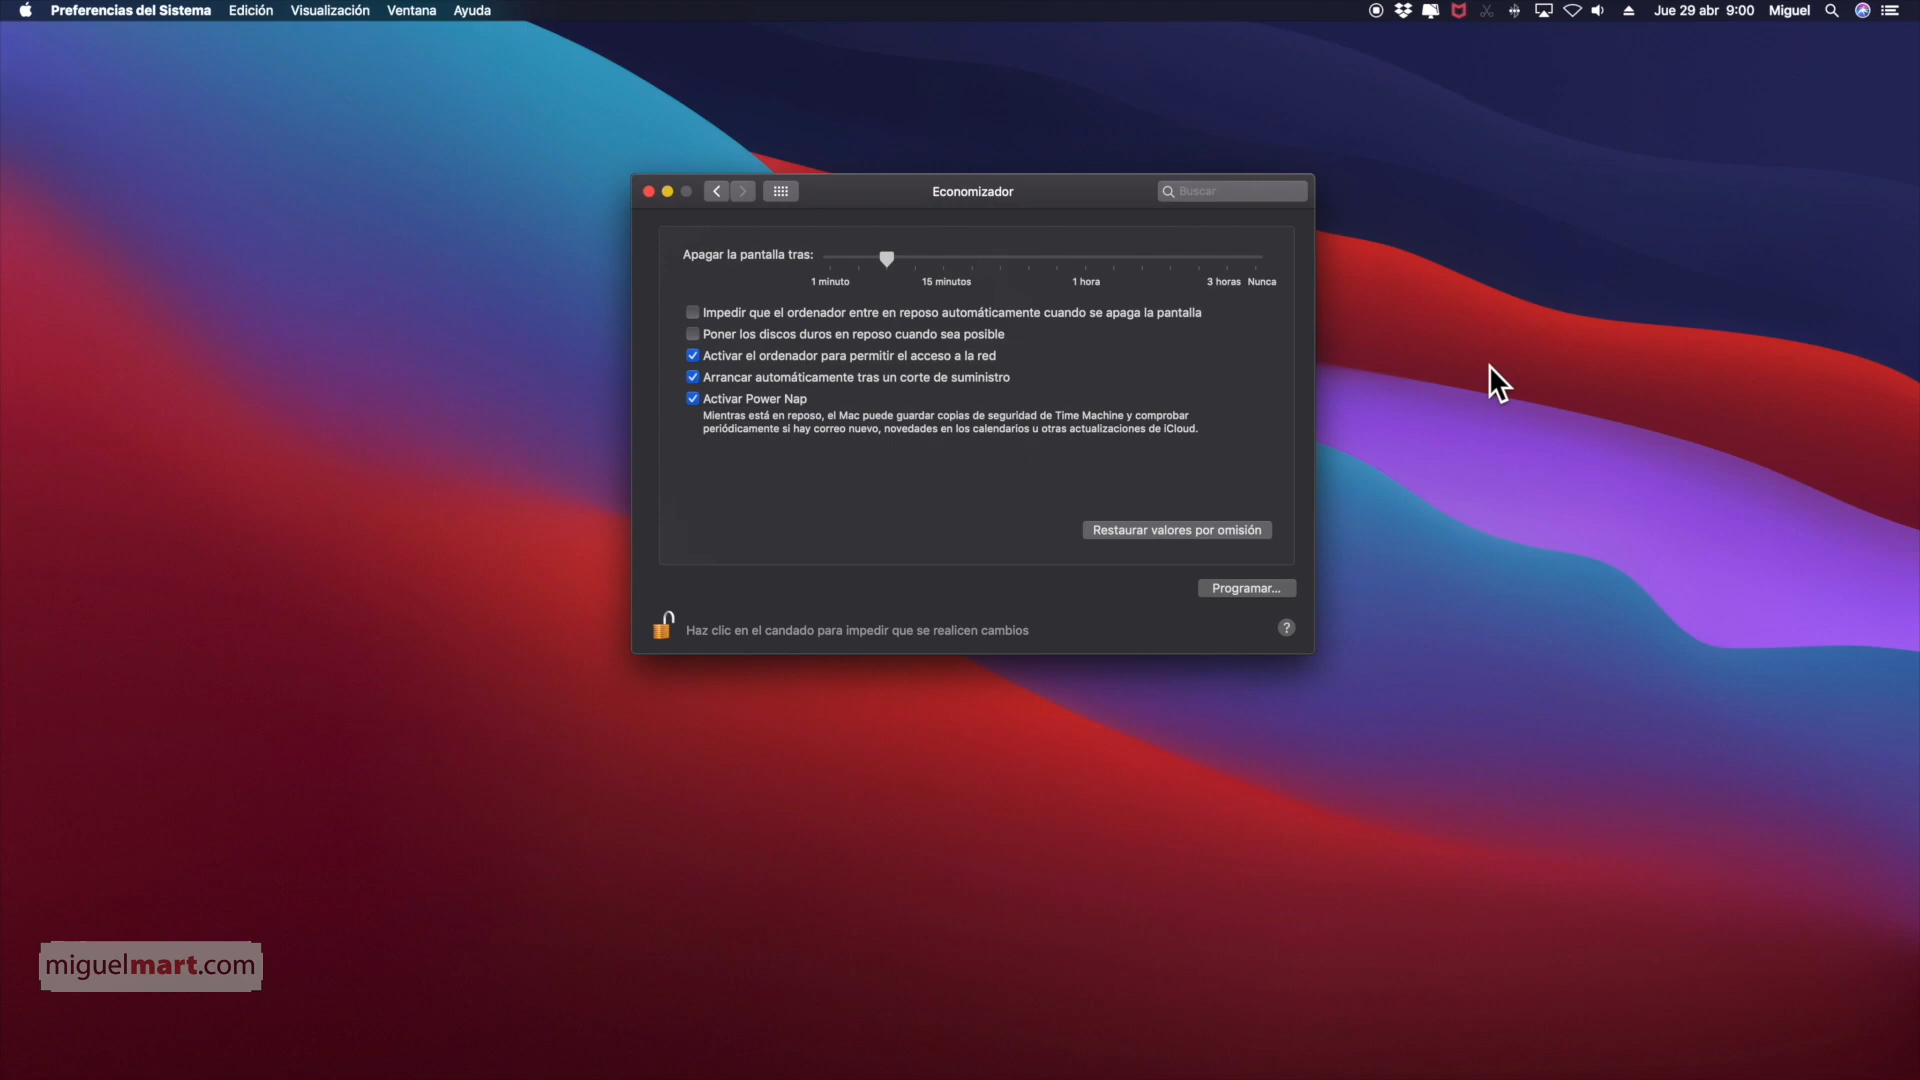 Preferencias del Sistema Edición Visualización Ventana Ayuda Jue 29 abr 9:00 Miguel
Economizador Buscar
Apagar la pantalla tras:
1 minuto 15 minutos 1 hora 3 horas Nunca
Impedir que el ordenador entre en reposo automáticamente cuando se apaga la pantalla
Poner los discos duros en reposo cuando sea posible
Activar el ordenador para permitir el acceso a la red
Arrancar automáticamente tras un corte de suministro
Activar Power Nap
Mientras está en reposo, el Mac puede guardar copias de seguridad de Time Machine y comprobar
periódicamente si hay correo nuevo, novedades en los calendarios u otras actualizaciones de iCloud.
Restaurar valores por omisión
Programar...
Haz clic en el candado para impedir que se realicen cambios ?
miguelmart.com